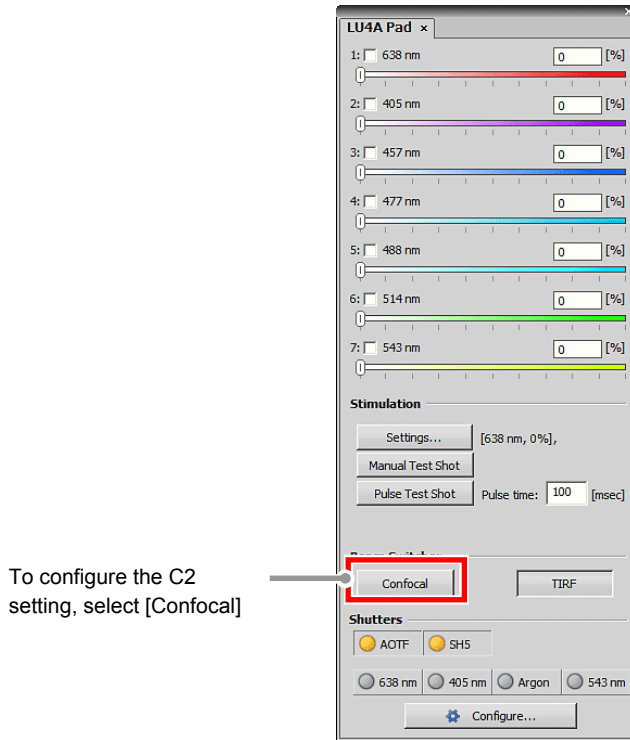 LU4A Pad ×
1: 638 nm 0 [%]
2: 405 nm 0 [%]
3: 457 nm 0 [%]
4: 477 nm 0 [%]
5: 488 nm 0 [%]
6: 514 nm 0 [%]
7: 543 nm 0 [%]
Stimulation
Settings... [638 nm, 0%],
Manual Test Shot
Pulse Test Shot Pulse time: 100 [msec]
Beam Switcher
To configure the C2
setting, select [Confocal]
Confocal TIRF
Shutters
AOTF SH5
638 nm 405 nm Argon 543 nm
Configure...